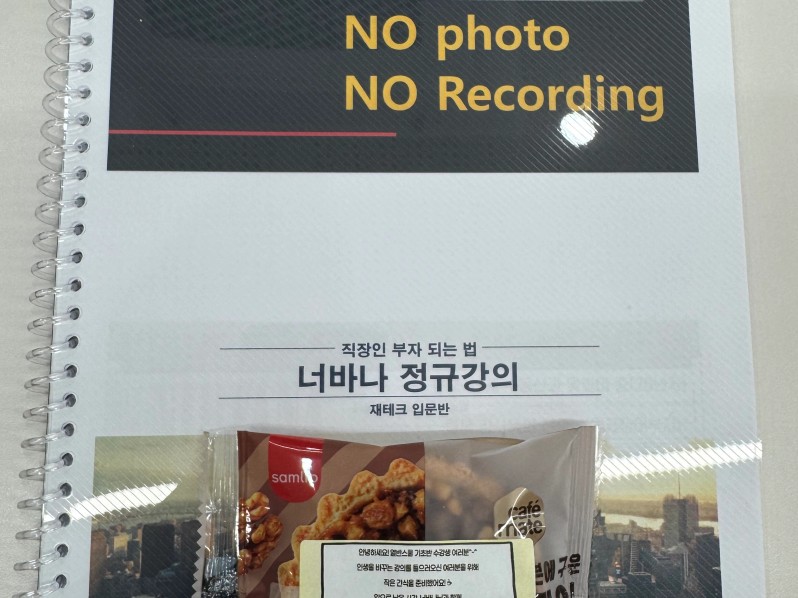 NO photo
NO Recording
직장인 부자 되는 법
너바나 정규강의
재테크 입문반
samlip
café
mate
안녕하세요! 열반스쿨 기초반 수강생 여러분^-^
인생을 바꾸는 강의를 들으러오신 여러분을 위해
작은 간식을 준비했어요!